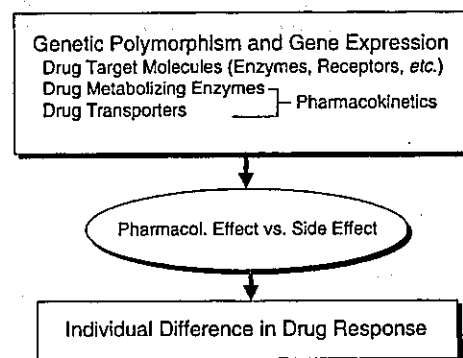 Genetic Polymorphism and Gene Expression
Drug Target Molecules (Enzymes, Receptors, etc.)
Drug Metabolizing Enzymes
Drug Transporters
Pharmacokinetics
Pharmacol. Effect vs. Side Effect
Individual Difference in Drug Response